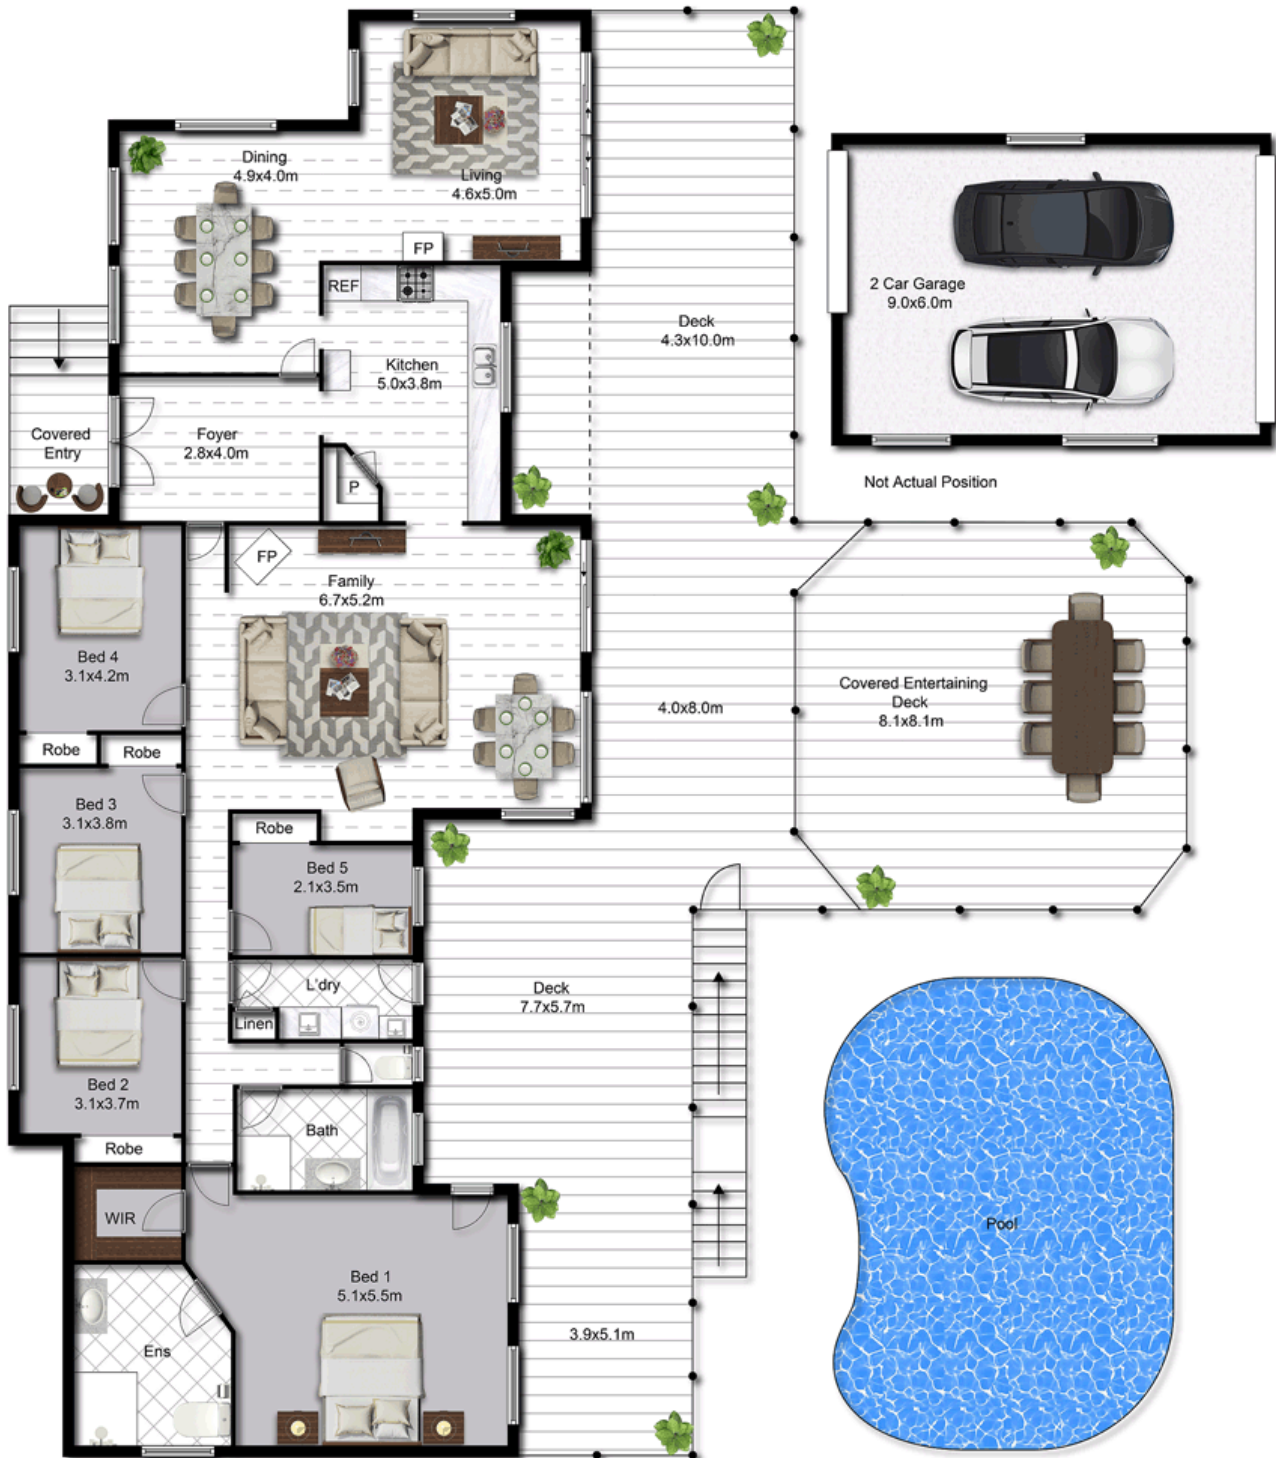 Dining
4.9x4.0m
Living
4.6x5.0m
FP
REF
Kitchen
5.0x3.8m
Deck
4.3x10.0m
2 Car Garage
9.0x6.0m
Not Actual Position
Covered
Entry
Foyer
2.8x4.0m
P
FP
Family
6.7x5.2m
Bed 4
3.1x4.2m
4.0x8.0m
Covered Entertaining
Deck
8.1x8.1m
Robe
Robe
Bed 3
3.1x3.8m
Robe
Bed 5
2.1x3.5m
L'dry
Linen
Deck
7.7x5.7m
Bed 2
3.1x3.7m
Bath
Robe
WIR
Bed 1
5.1x5.5m
Ens
3.9x5.1m
Pool